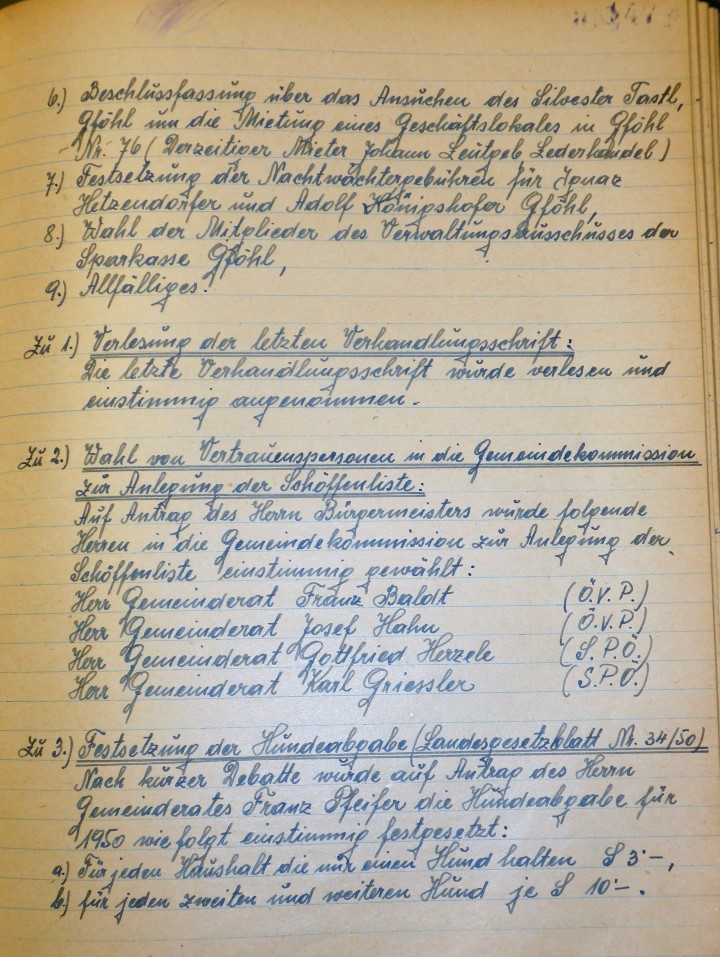 6.) Beschlussfassung über das Ansuchen des Silvester Tastl,
Gföhl um die Mietung eines Geschäftslokales in Gföhl
Nr. 76 (Derzeitiger Mieter Johann Leutgeb Lederhandel)
7.) Festsetzung der Nachtwächtergebühren für Ignaz
Hetzendorfer und Adolf Königshofer Gföhl,
8.) Wahl der Mitglieder des Verwaltungsausschusses der
Sparkasse Gföhl,
9.) Allfälliges.
Zu 1.) Verlesung der letzten Verhandlungsschrift:
Die letzte Verhandlungsschrift wurde verlesen und
einstimmig angenommen.
Zu 2.) Wahl von Vertrauenspersonen in die Gemeindekommission
zur Anlegung der Schöffenliste:
Auf Antrag des Herrn Bürgermeisters wurde folgende
Herren in die Gemeindekommission zur Anlegung der
Schöffenliste einstimmig gewählt:
Herr Gemeinderat Franz Baldt (Ö.V.P.)
Herr Gemeinderat Josef Hahn (Ö.V.P.)
Herr Gemeinderat Gottfried Herzele (S.P.Ö.)
Herr Gemeinderat Karl Griessler (S.P.Ö.)
Zu 3.) Festsetzung der Hundeabgabe (Landesgesetzblatt Nr. 34/50)
Nach kurzer Debatte wurde auf Antrag des Herrn
Gemeinderates Franz Pfeifer die Hundeabgabe für
1950 wie folgt einstimmig festgesetzt:
a.) Für jeden Haushalt die nur einen Hund halten S 3·–,
b.) für jeden zweiten und weiteren Hund je S 10·–.